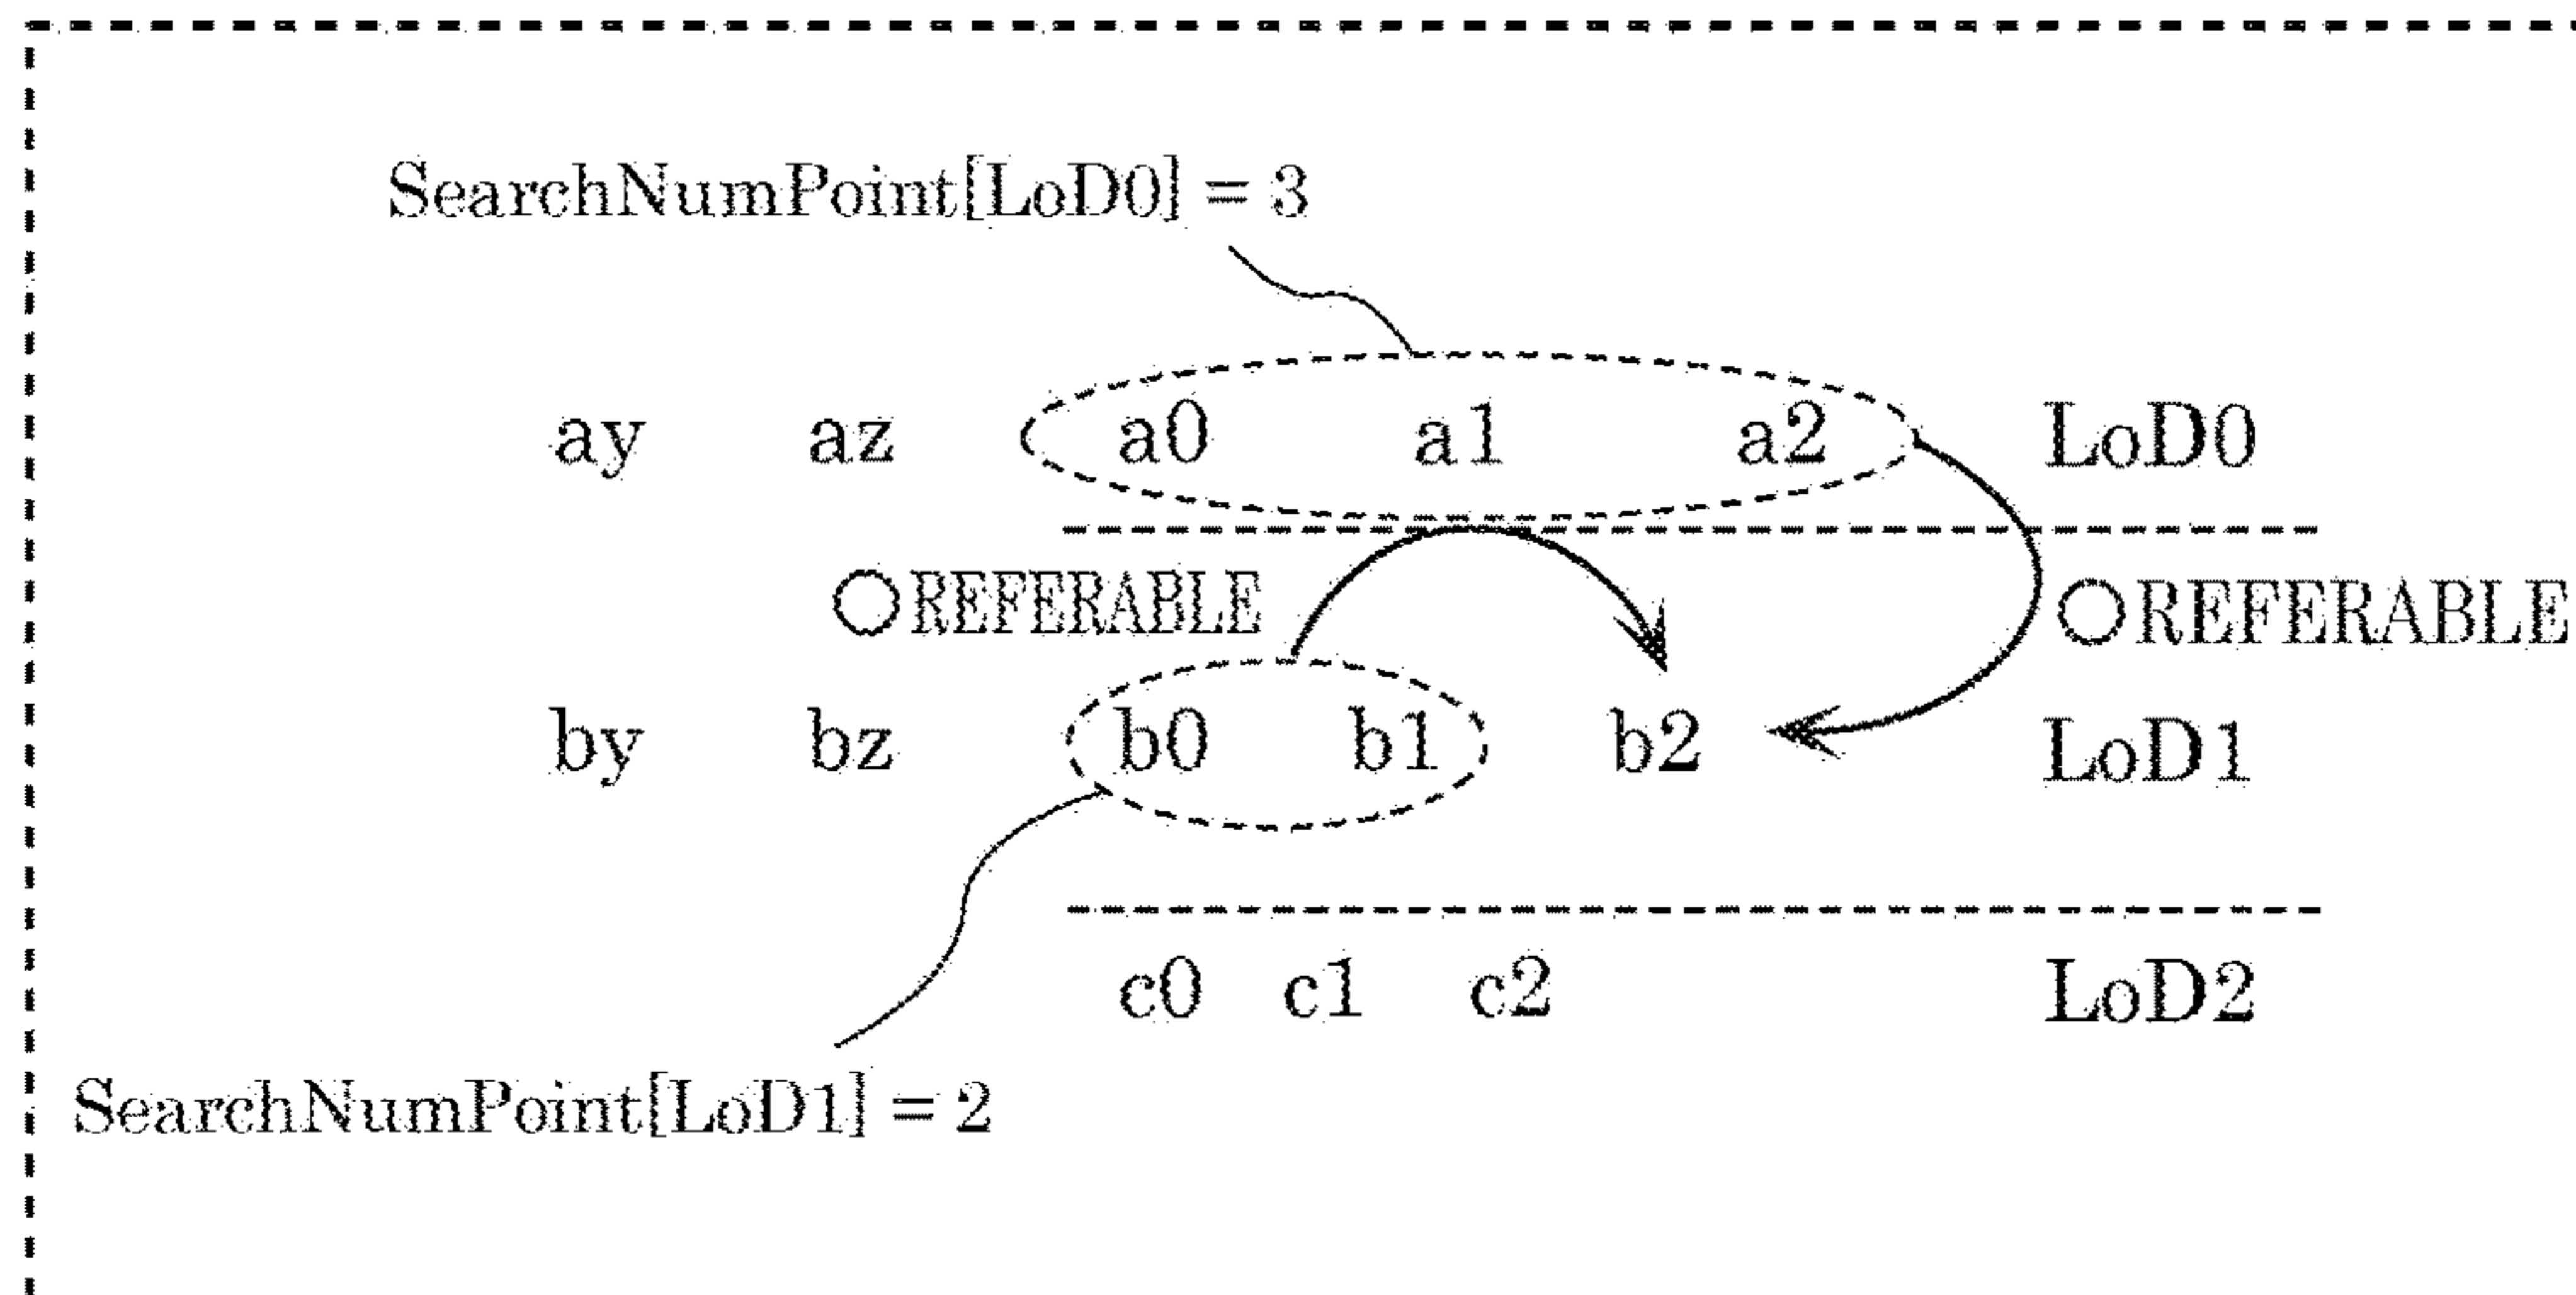 SearchNumPoint[LoD0] = 3
ay az a0 a1 a2 LoD0
○REFERABLE ○REFERABLE
by bz b0 b1 b2 LoD1
c0 c1 c2 LoD2
SearchNumPoint[LoD1] = 2